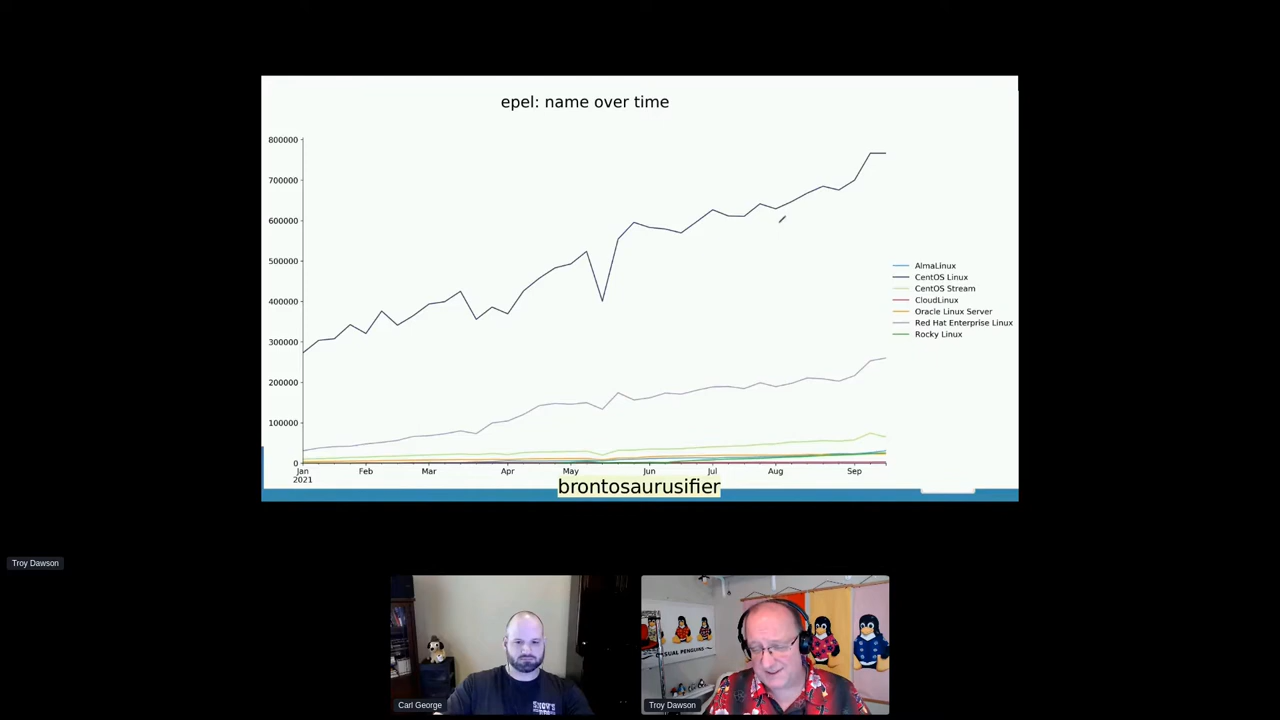 epel: name over time
800000
700000
600000
500000
400000
300000
200000
100000
0
Jan
2021
Feb
Mar
Apr
May
Jun
Jul
Aug
Sep
AlmaLinux
CentOS Linux
CentOS Stream
CloudLinux
Oracle Linux Server
Red Hat Enterprise Linux
Rocky Linux
brontosaurusifier
Troy Dawson
Carl George
Troy Dawson
PENGUINS